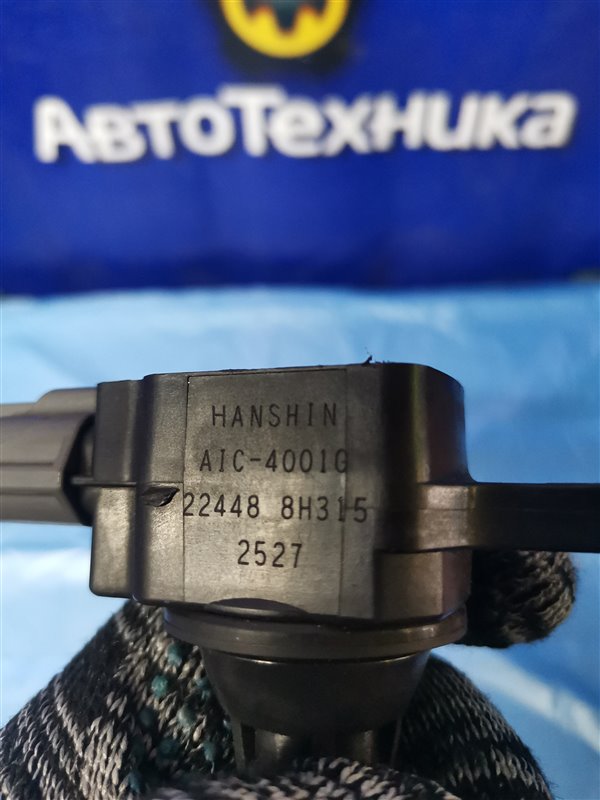 АвтоТехника
HANSHIN
AIC-4001G
22448 8H315
2527